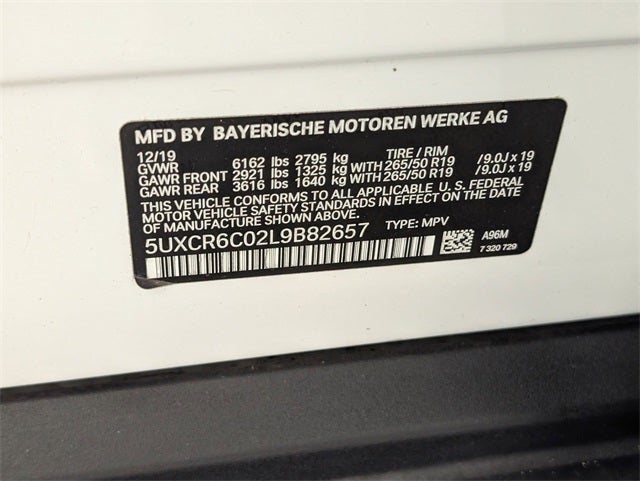 MFD BY BAYERISCHE MOTOREN WERKE AG
12/19 TIRE / RIM
GVWR 6162 lbs 2795 kg
GAWR FRONT 2921 lbs 1325 kg WITH 265/50 R19 /9.0J x 19
GAWR REAR 3616 lbs 1640 kg WITH 265/50 R19 /9.0J x 19
THIS VEHICLE CONFORMS TO ALL APPLICABLE U. S. FEDERAL
MOTOR VEHICLE SAFETY STANDARDS IN EFFECT ON THE DATE
OF MANUFACTURE SHOWN ABOVE.
5UXCR6C02L9B82657 TYPE: MPV
A96M
7 320 729